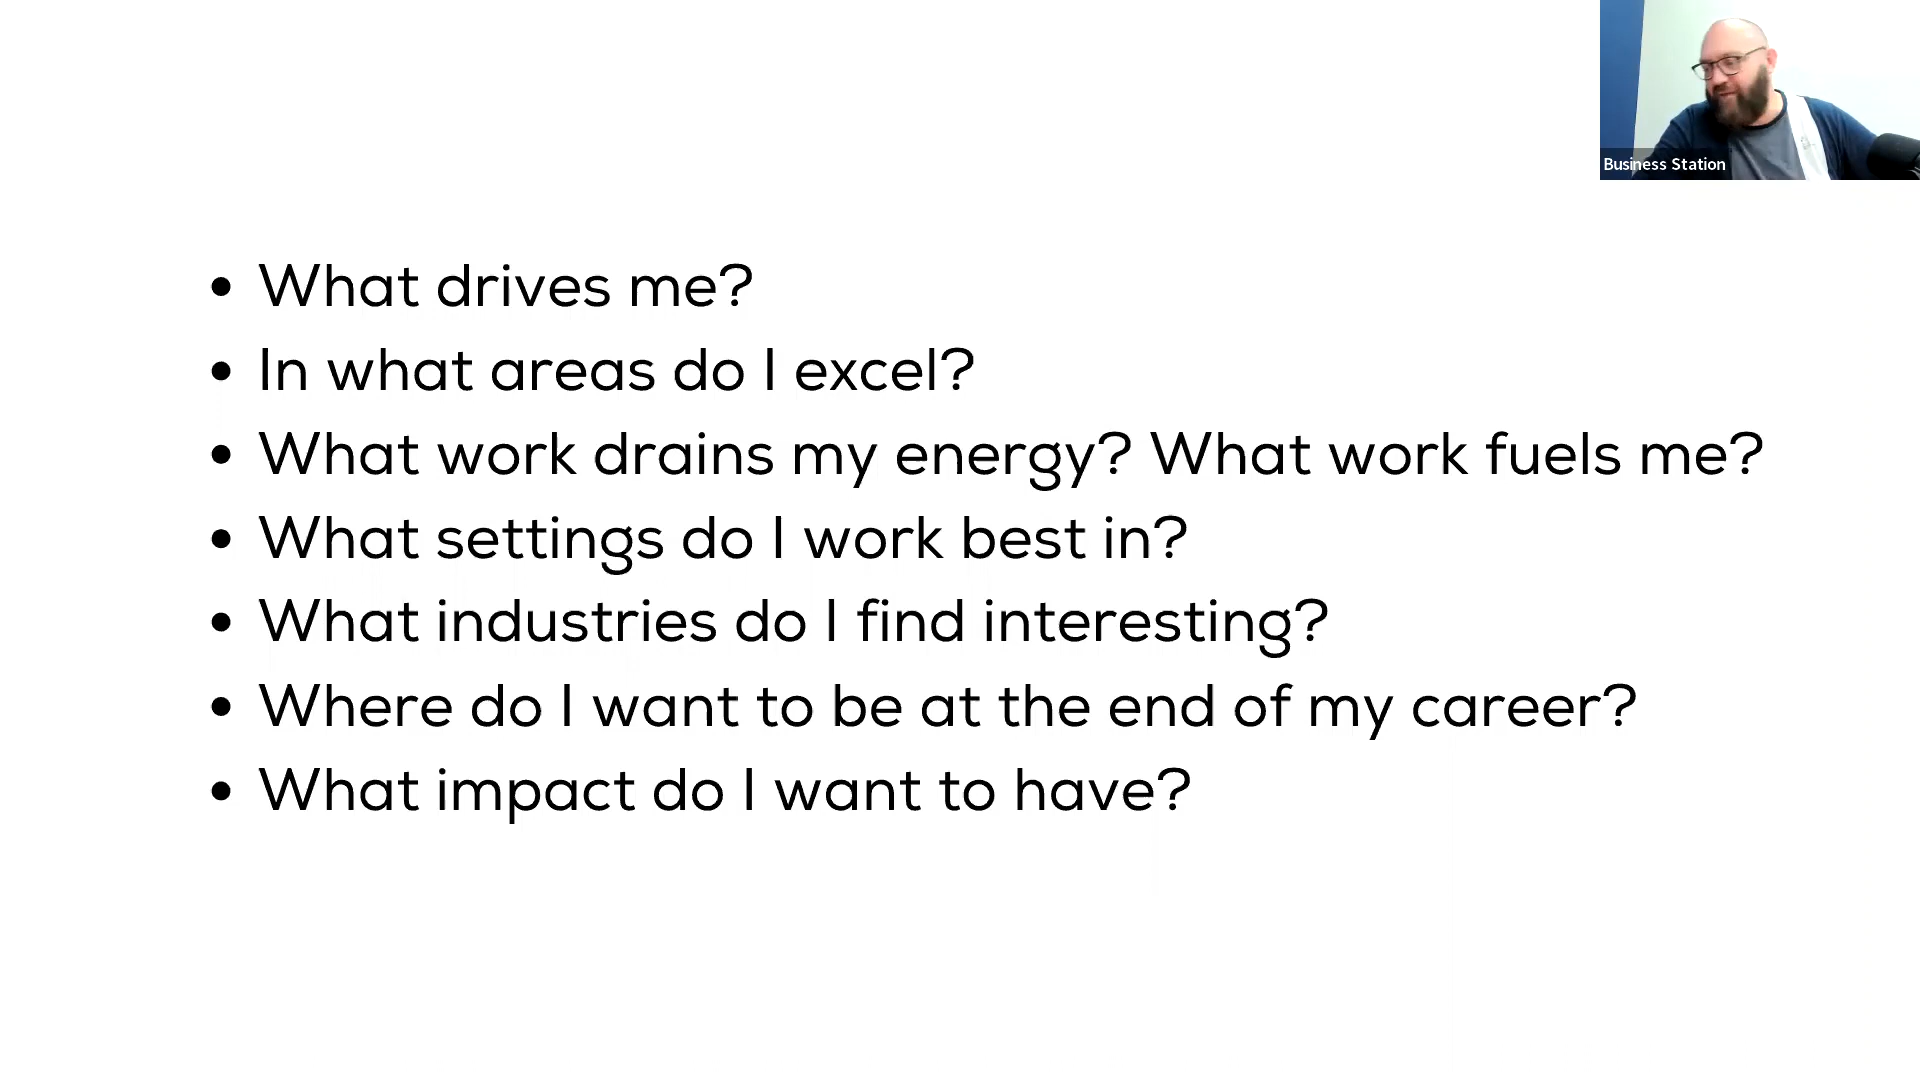 Business Station
• What drives me?
• In what areas do I excel?
• What work drains my energy? What work fuels me?
• What settings do I work best in?
• What industries do I find interesting?
• Where do I want to be at the end of my career?
• What impact do I want to have?